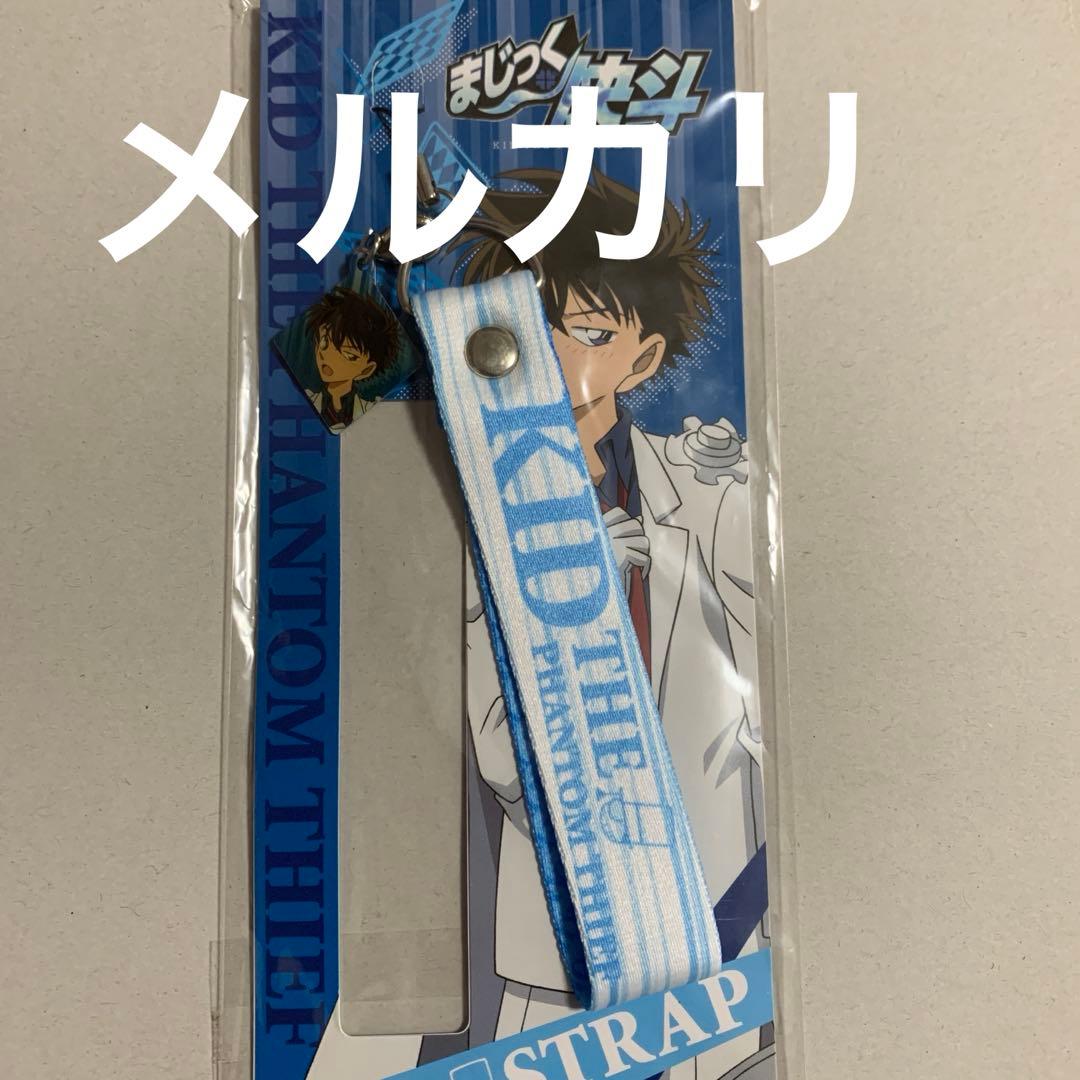 まじっく快斗
メルカリ
KID THE PHANTOM THIEF
KID THE
PHANTOM THIEF
STRAP